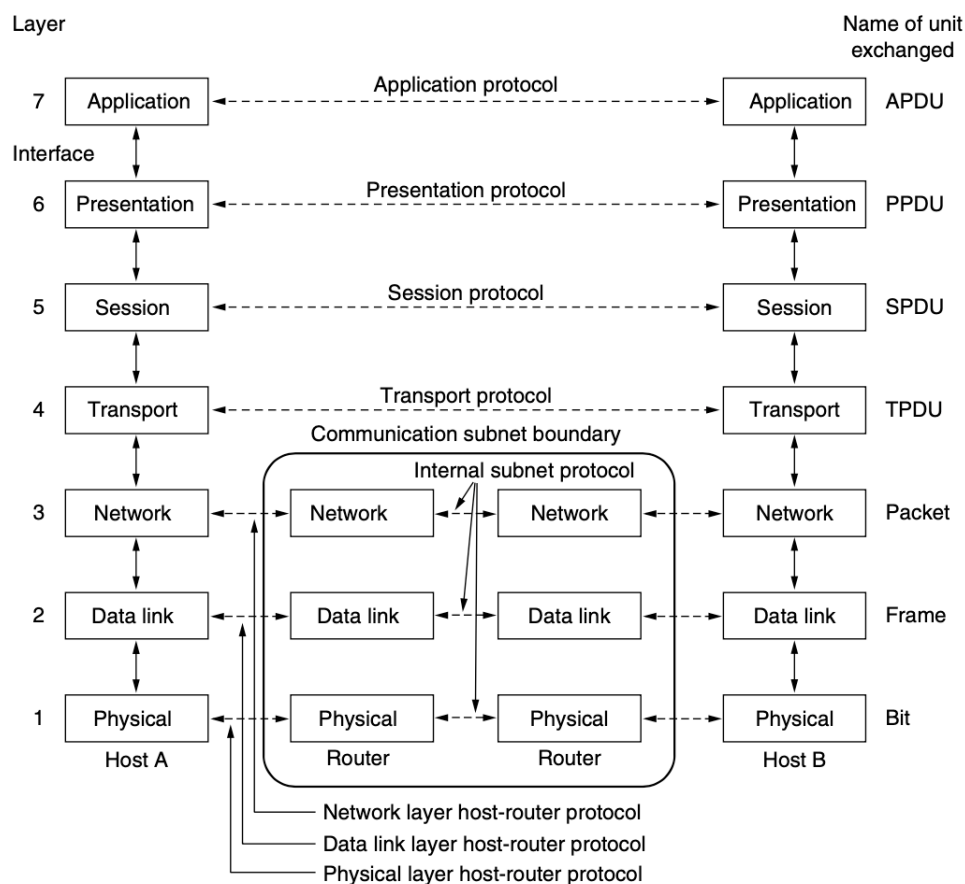 Layer
Name of unit
exchanged
7 Application Application protocol Application APDU
Interface
6 Presentation Presentation protocol Presentation PPDU
5 Session Session protocol Session SPDU
4 Transport Transport protocol Transport TPDU
Communication subnet boundary
Internal subnet protocol
3 Network Network Network Network Packet
2 Data link Data link Data link Data link Frame
1 Physical Physical Physical Physical Bit
Host A Router Router Host B
Network layer host-router protocol
Data link layer host-router protocol
Physical layer host-router protocol